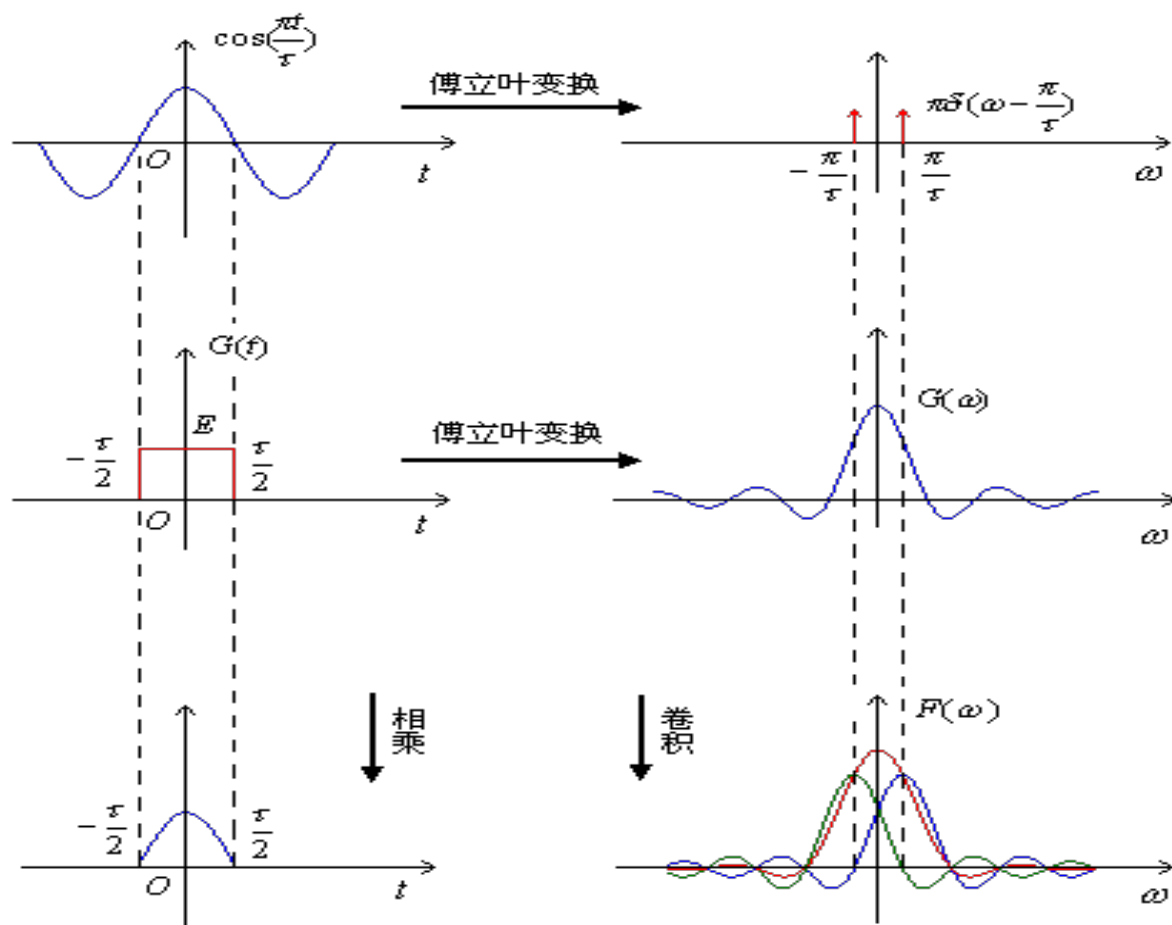 cos(πt/τ)
傅立叶变换
πδ(ω-π/τ)
O
t
-π/τ
π/τ
ω
G(t)
E
-τ/2
τ/2
傅立叶变换
G(ω)
O
t
ω
相乘
卷积
F(ω)
-τ/2
τ/2
O
t
ω